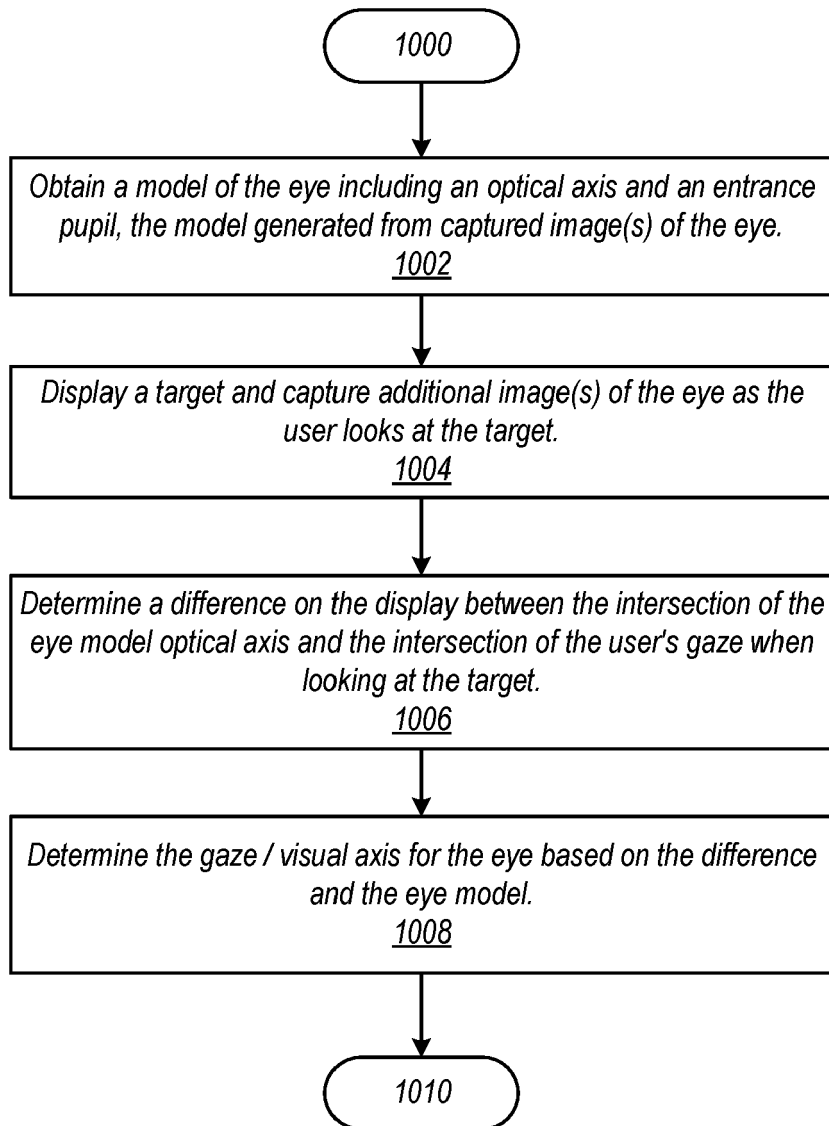 1000
Obtain a model of the eye including an optical axis and an entrance
pupil, the model generated from captured image(s) of the eye.
1002
Display a target and capture additional image(s) of the eye as the
user looks at the target.
1004
Determine a difference on the display between the intersection of the
eye model optical axis and the intersection of the user's gaze when
looking at the target.
1006
Determine the gaze / visual axis for the eye based on the difference
and the eye model.
1008
1010